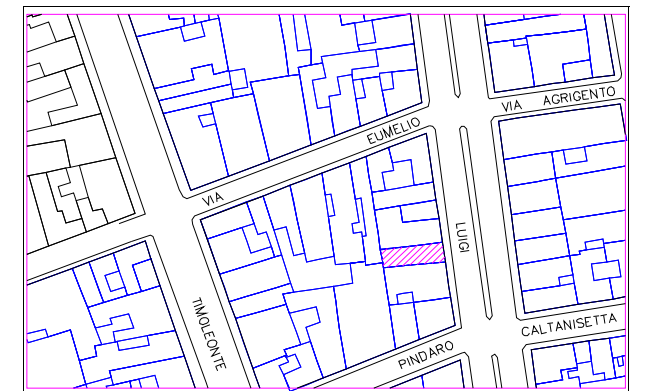 VIA AGRIGENTO
VIA EUMELIO
LUIGI
TIMOLEONTE
CALTANISETTA
PINDARO